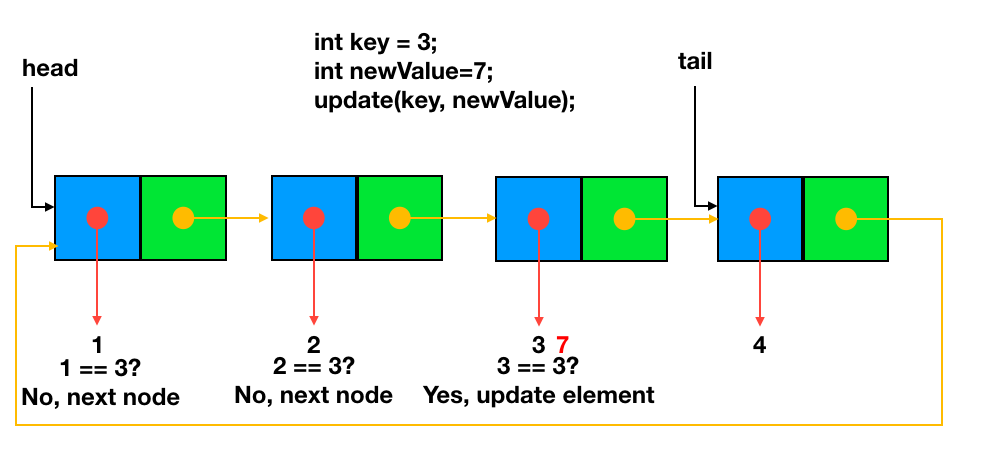 int key = 3;
int newValue=7;
update(key, newValue);
head
tail
1
1 == 3?
No, next node
2
2 == 3?
No, next node
3 7
3 == 3?
Yes, update element
4